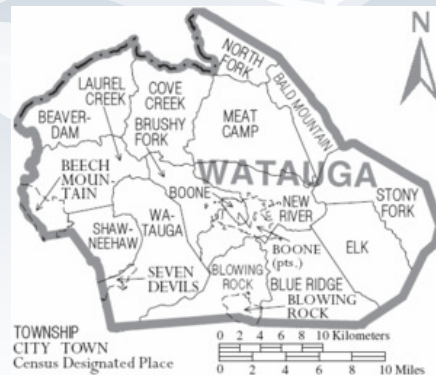 N
NORTH
FORK
BALD MOUNTAIN
LAUREL
CREEK
COVE
CREEK
BEAVER-
DAM
BRUSHY
FORK
MEAT
CAMP
WATAUGA
BEECH
MOUN-
TAIN
BOONE
NEW
RIVER
STONY
FORK
SHAW-
NEEHAW
WA-
TAUGA
BOONE
(pts.)
ELK
SEVEN
DEVILS
BLOWING
ROCK
BLUE RIDGE
BLOWING
ROCK
TOWNSHIP
CITY TOWN
Census Designated Place
0 2 4 6 8 10 Kilometers
0 2 4 6 8 10 Miles